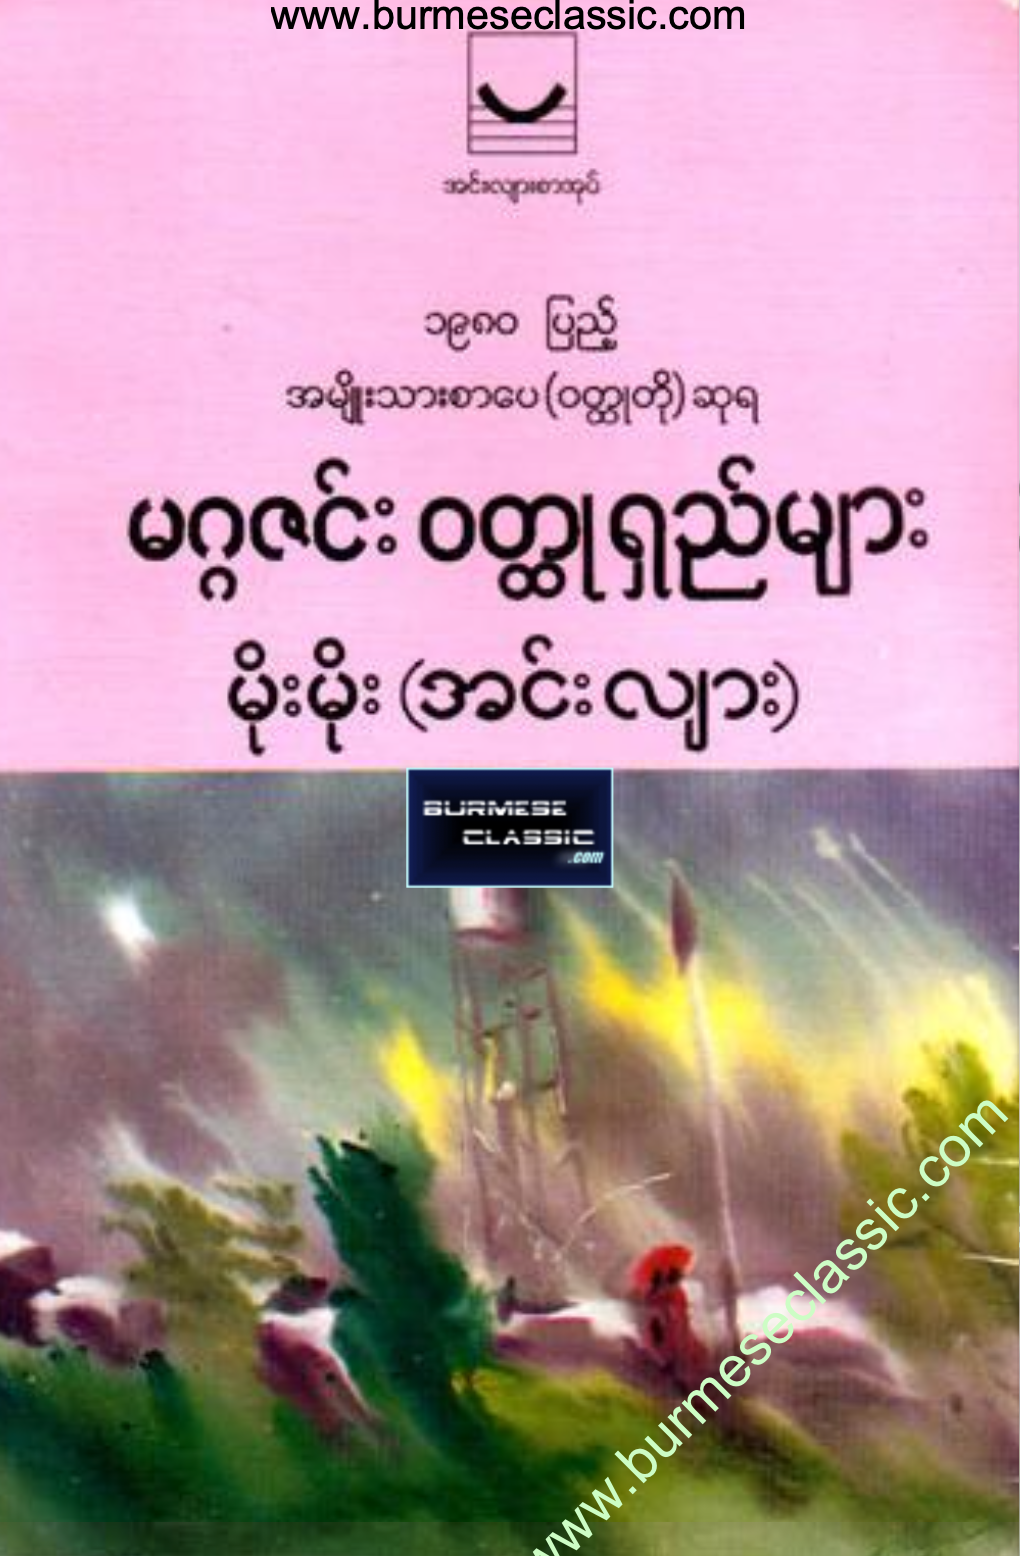 www.burmeseclassic.com
အင်းလျားစာအုပ်
၁၉၈၀ ပြည့်
အမျိုးသားစာပေ(ဝတ္ထုတို)ဆုရ
မဂ္ဂဇင်း ဝတ္ထုရှည်များ
မိုးမိုး (အင်းလျား)
BURMESE
CLASSIC
.com
www.burmeseclassic.com